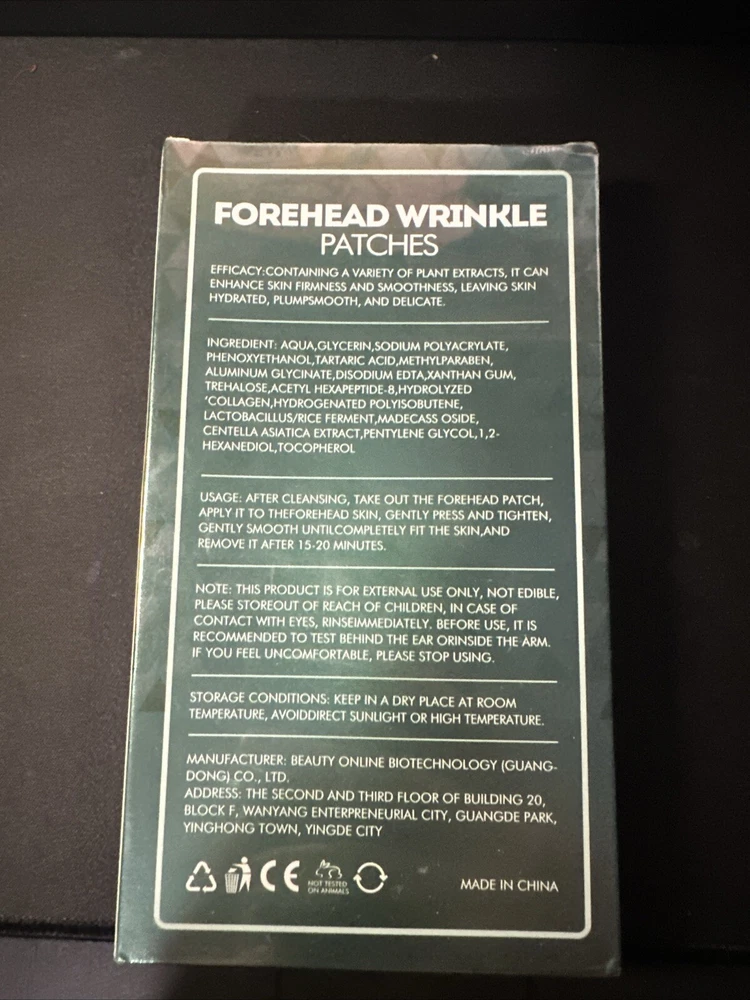 FOREHEAD WRINKLE
PATCHES
EFFICACY:CONTAINING A VARIETY OF PLANT EXTRACTS, IT CAN
ENHANCE SKIN FIRMNESS AND SMOOTHNESS, LEAVING SKIN
HYDRATED, PLUMPSMOOTH, AND DELICATE.
INGREDIENT: AQUA,GLYCERIN,SODIUM POLYACRYLATE,
PHENOXYETHANOL,TARTARIC ACID,METHYLPARABEN,
ALUMINUM GLYCINATE,DISODIUM EDTA,XANTHAN GUM,
TREHALOSE,ACETYL HEXAPEPTIDE-8,HYDROLYZED
'COLLAGEN,HYDROGENATED POLYISOBUTENE,
LACTOBACILLUS/RICE FERMENT,MADECASS OSIDE,
CENTELLA ASIATICA EXTRACT,PENTYLENE GLYCOL,1,2-
HEXANEDIOL,TOCOPHEROL
USAGE: AFTER CLEANSING, TAKE OUT THE FOREHEAD PATCH,
APPLY IT TO THEFOREHEAD SKIN, GENTLY PRESS AND TIGHTEN,
GENTLY SMOOTH UNTILCOMPLETELY FIT THE SKIN,AND
REMOVE IT AFTER 15-20 MINUTES.
NOTE: THIS PRODUCT IS FOR EXTERNAL USE ONLY, NOT EDIBLE,
PLEASE STOREOUT OF REACH OF CHILDREN, IN CASE OF
CONTACT WITH EYES, RINSEIMMEDIATELY. BEFORE USE, IT IS
RECOMMENDED TO TEST BEHIND THE EAR ORINSIDE THE ARM.
IF YOU FEEL UNCOMFORTABLE, PLEASE STOP USING.
STORAGE CONDITIONS: KEEP IN A DRY PLACE AT ROOM
TEMPERATURE, AVOIDDIRECT SUNLIGHT OR HIGH TEMPERATURE.
MANUFACTURER: BEAUTY ONLINE BIOTECHNOLOGY (GUANG-
DONG) CO., LTD.
ADDRESS: THE SECOND AND THIRD FLOOR OF BUILDING 20,
BLOCK F, WANYANG ENTERPRENEURIAL CITY, GUANGDE PARK,
YINGHONG TOWN, YINGDE CITY
CE
NOT TESTED
ON ANIMALS
MADE IN CHINA